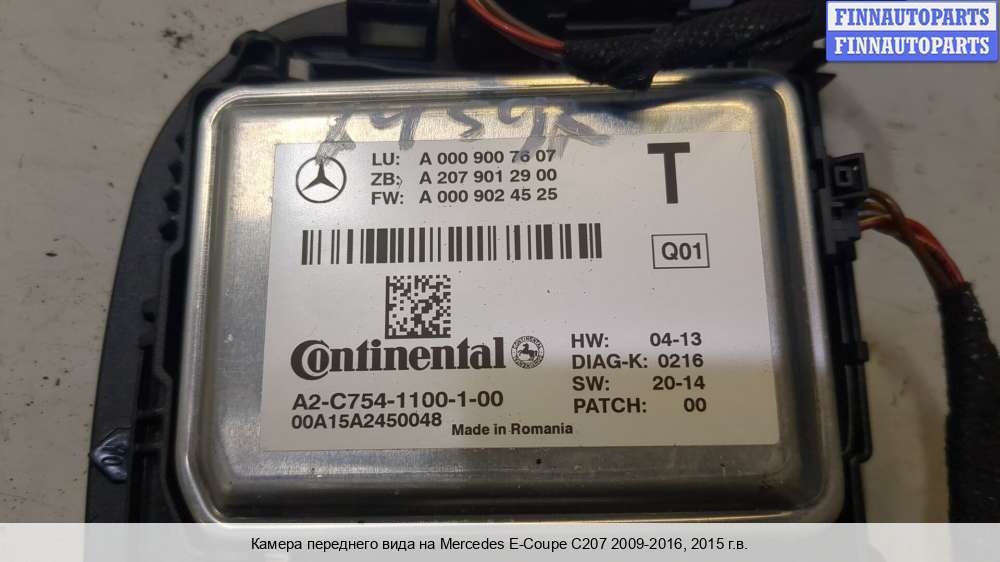 FINNAUTOPARTS
FINNAUTOPARTS
LU: A 000 900 76 07
ZB: A 207 901 29 00
FW: A 000 902 45 25
T
Q01
Continental
HW: 04-13
DIAG-K: 0216
SW: 20-14
PATCH: 00
A2-C754-1100-1-00
00A15A2450048
Made in Romania
Камера переднего вида на Mercedes E-Coupe C207 2009-2016, 2015 г.в.